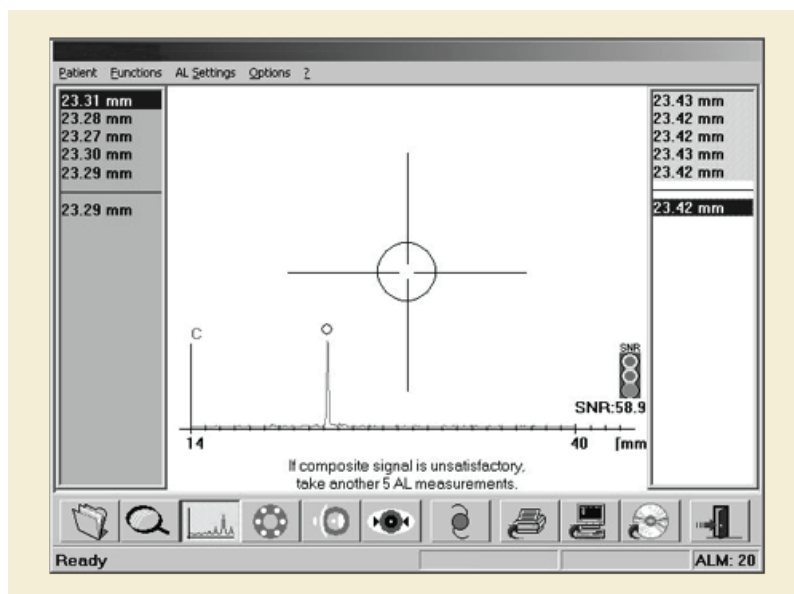 Patient Functions AL Settings Options ?
23.31 mm
23.28 mm
23.27 mm
23.30 mm
23.29 mm
23.29 mm
23.43 mm
23.42 mm
23.42 mm
23.43 mm
23.42 mm
23.42 mm
C
SNR
SNR:58.9
14
40 [mm
If composite signal is unsatisfactory,
take another 5 AL measurements.
Ready
ALM: 20